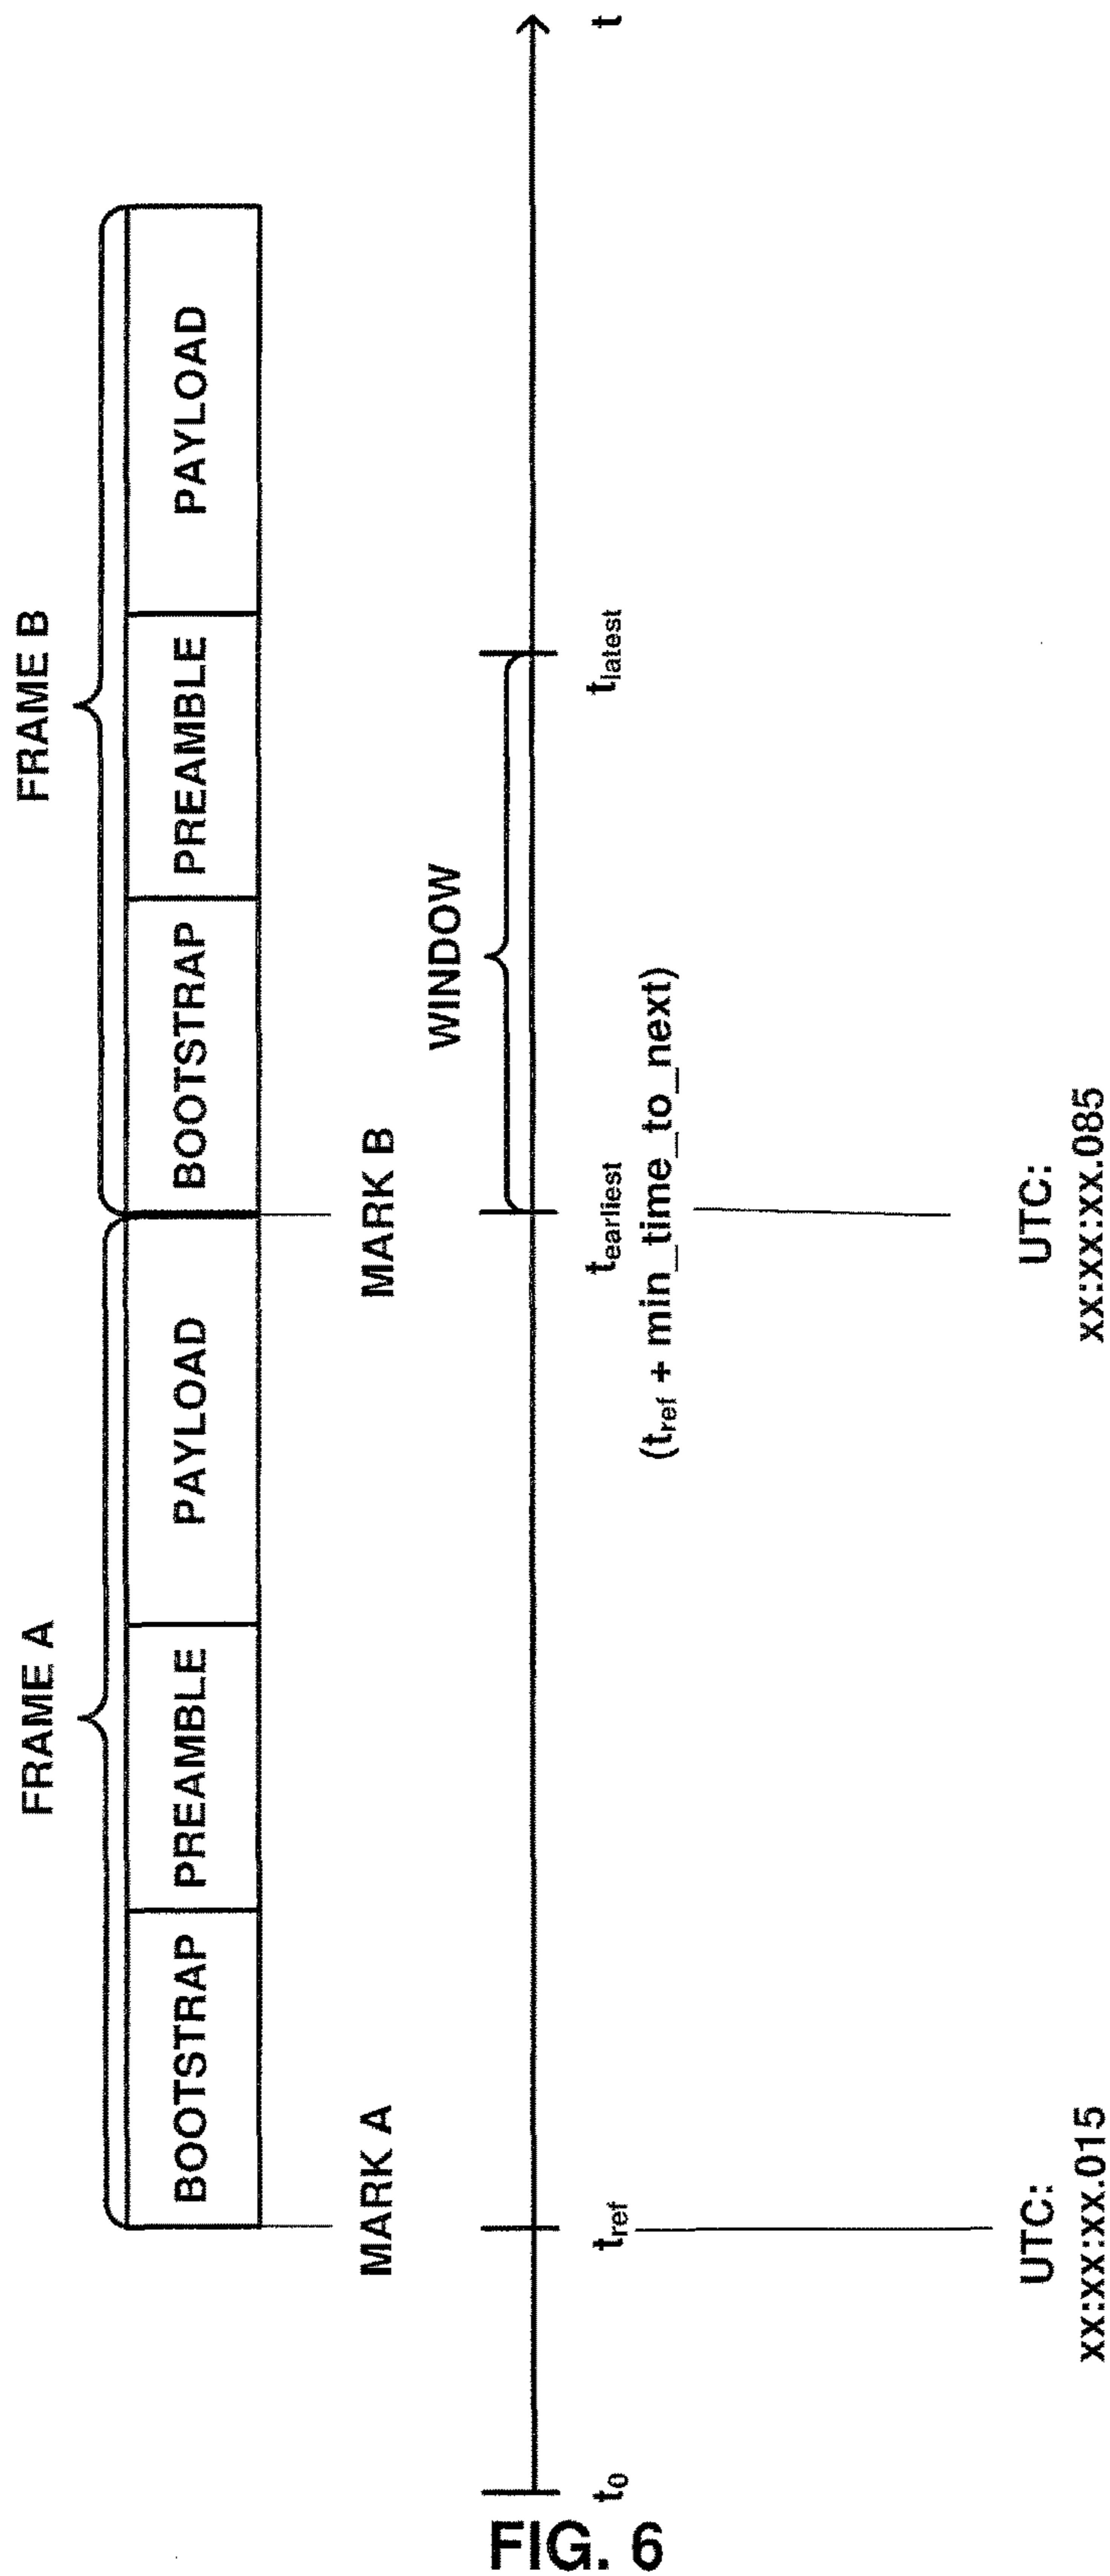 FRAME A
FRAME B
BOOTSTRAP
PREAMBLE
PAYLOAD
BOOTSTRAP
PREAMBLE
PAYLOAD
MARK A
MARK B
WINDOW
t0
tref
tearliest
(tref + min_time_to_next)
tlatest
t
UTC:
xx:xx:xx.015
UTC:
xx:xx:xx.085
FIG. 6